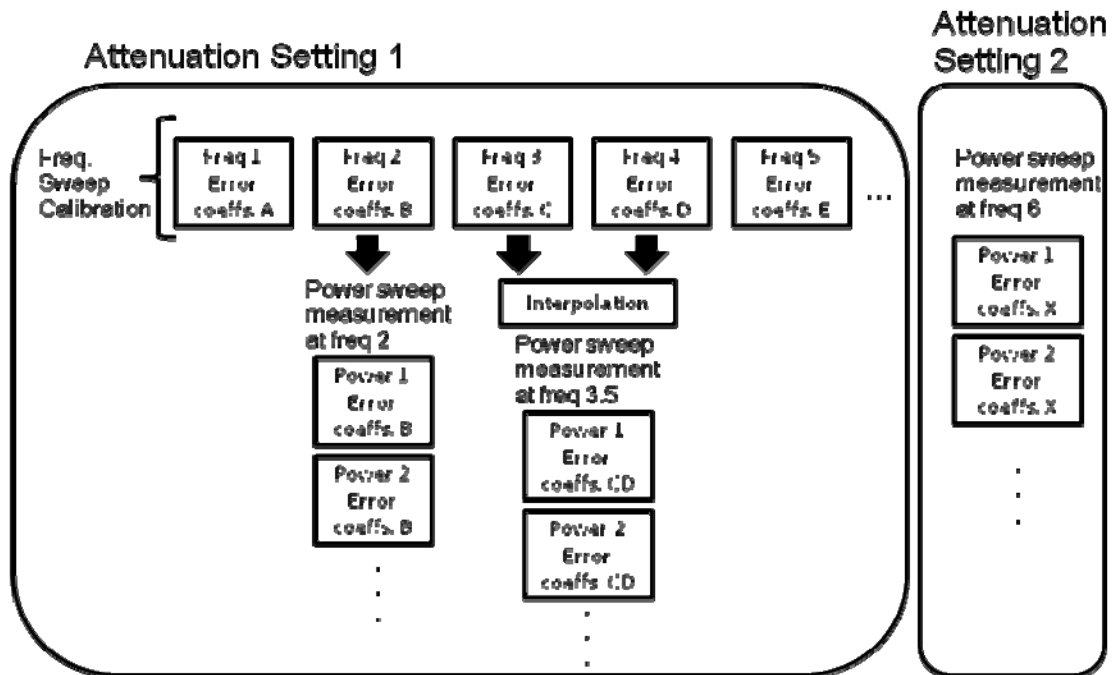 Attenuation Setting 1
Freq.
Sweep
Calibration
Freq 1
Error
coeffs. A
Freq 2
Error
coeffs. B
Freq 3
Error
coeffs. C
Freq 4
Error
coeffs. D
Freq 5
Error
coeffs. E
...
Power sweep
measurement
at freq 2
Power 1
Error
coeffs. B
Power 2
Error
coeffs. B
Interpolation
Power sweep
measurement
at freq 3.5
Power 1
Error
coeffs. CD
Power 2
Error
coeffs. CD
Attenuation
Setting 2
Power sweep
measurement
at freq 6
Power 1
Error
coeffs. X
Power 2
Error
coeffs. X